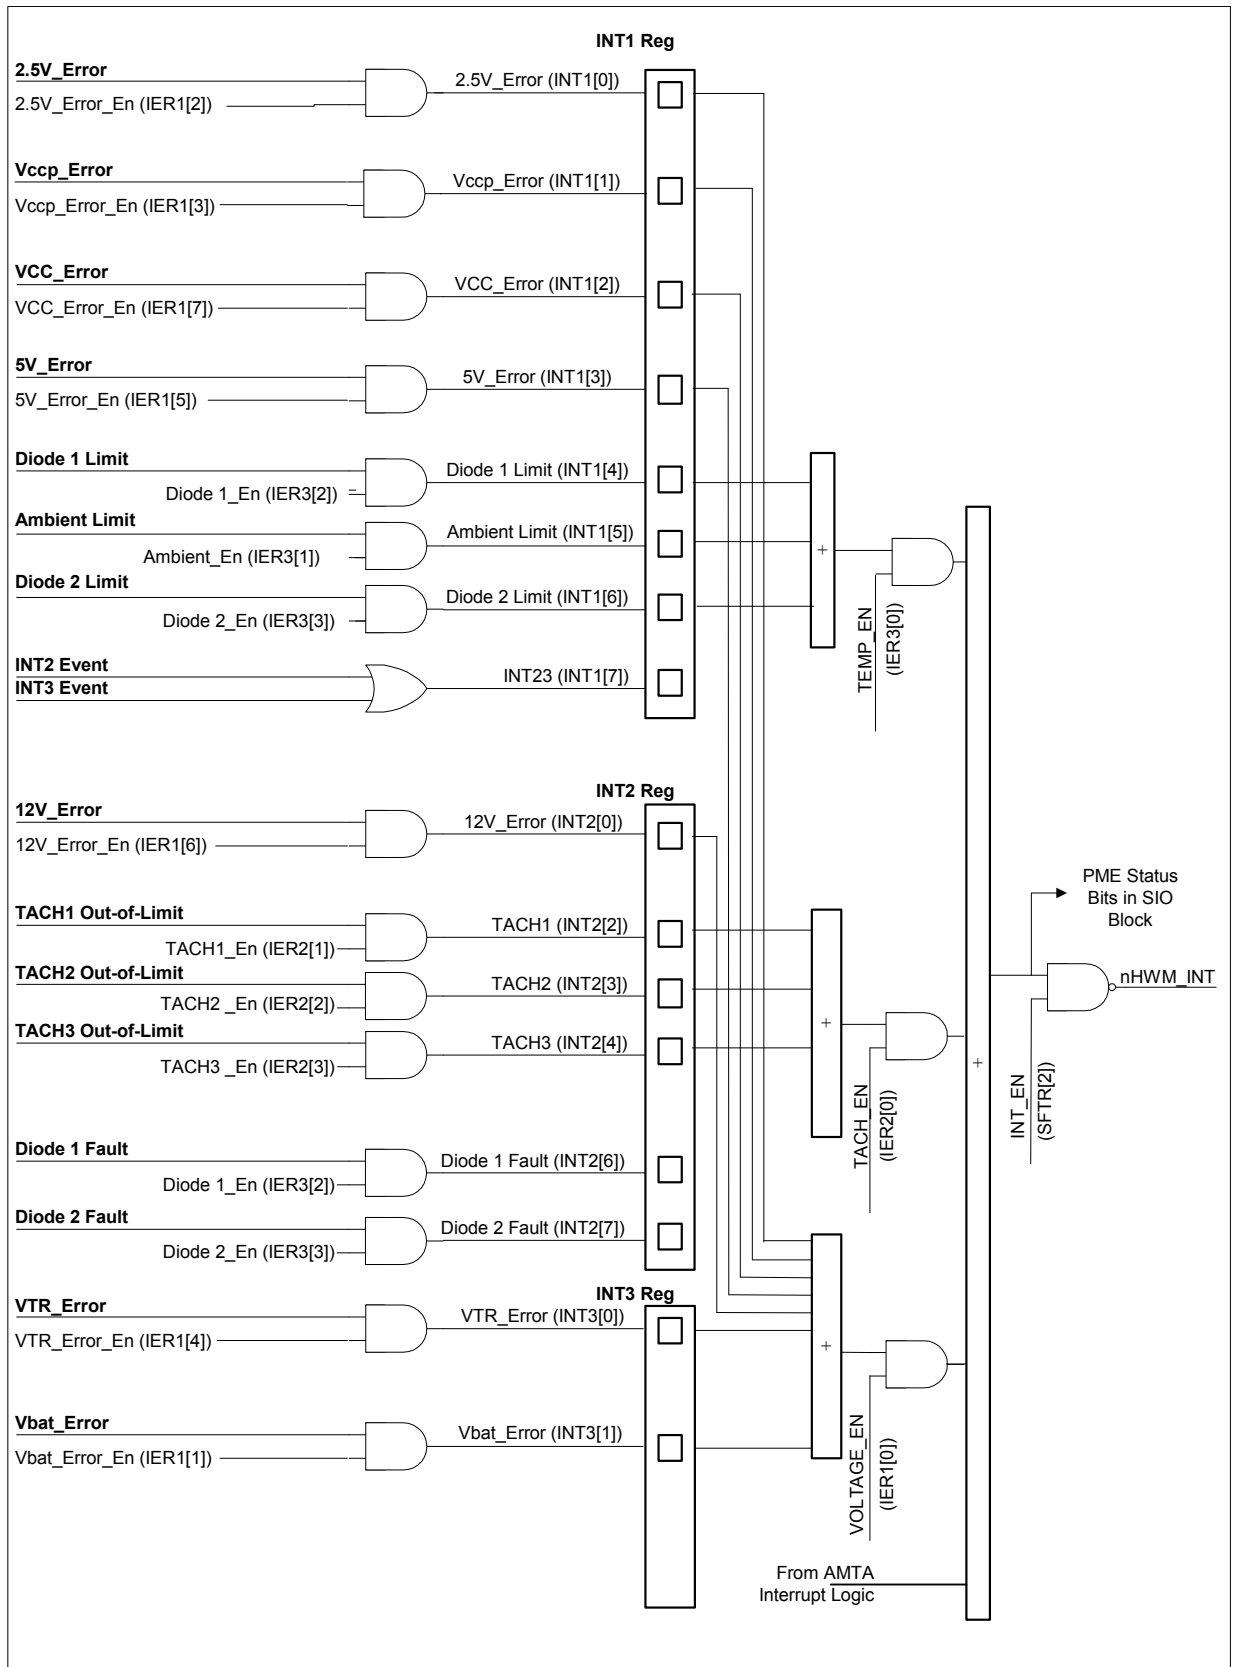 INT1 Reg
2.5V_Error
2.5V_Error_En (IER1[2])
2.5V_Error (INT1[0])
Vccp_Error
Vccp_Error_En (IER1[3])
Vccp_Error (INT1[1])
VCC_Error
VCC_Error_En (IER1[7])
VCC_Error (INT1[2])
5V_Error
5V_Error_En (IER1[5])
5V_Error (INT1[3])
Diode 1 Limit
Diode 1_En (IER3[2])
Diode 1 Limit (INT1[4])
Ambient Limit
Ambient_En (IER3[1])
Ambient Limit (INT1[5])
Diode 2 Limit
Diode 2_En (IER3[3])
Diode 2 Limit (INT1[6])
INT2 Event
INT3 Event
INT23 (INT1[7])
+
TEMP_EN
(IER3[0])
INT2 Reg
12V_Error
12V_Error_En (IER1[6])
12V_Error (INT2[0])
TACH1 Out-of-Limit
TACH1_En (IER2[1])
TACH1 (INT2[2])
TACH2 Out-of-Limit
TACH2 _En (IER2[2])
TACH2 (INT2[3])
TACH3 Out-of-Limit
TACH3 _En (IER2[3])
TACH3 (INT2[4])
+
TACH_EN
(IER2[0])
+
PME Status
Bits in SIO
Block
nHWM_INT
INT_EN
(SFTR[2])
Diode 1 Fault
Diode 1_En (IER3[2])
Diode 1 Fault (INT2[6])
Diode 2 Fault
Diode 2_En (IER3[3])
Diode 2 Fault (INT2[7])
INT3 Reg
VTR_Error
VTR_Error_En (IER1[4])
VTR_Error (INT3[0])
+
Vbat_Error
Vbat_Error_En (IER1[1])
Vbat_Error (INT3[1])
VOLTAGE_EN
(IER1[0])
From AMTA
Interrupt Logic